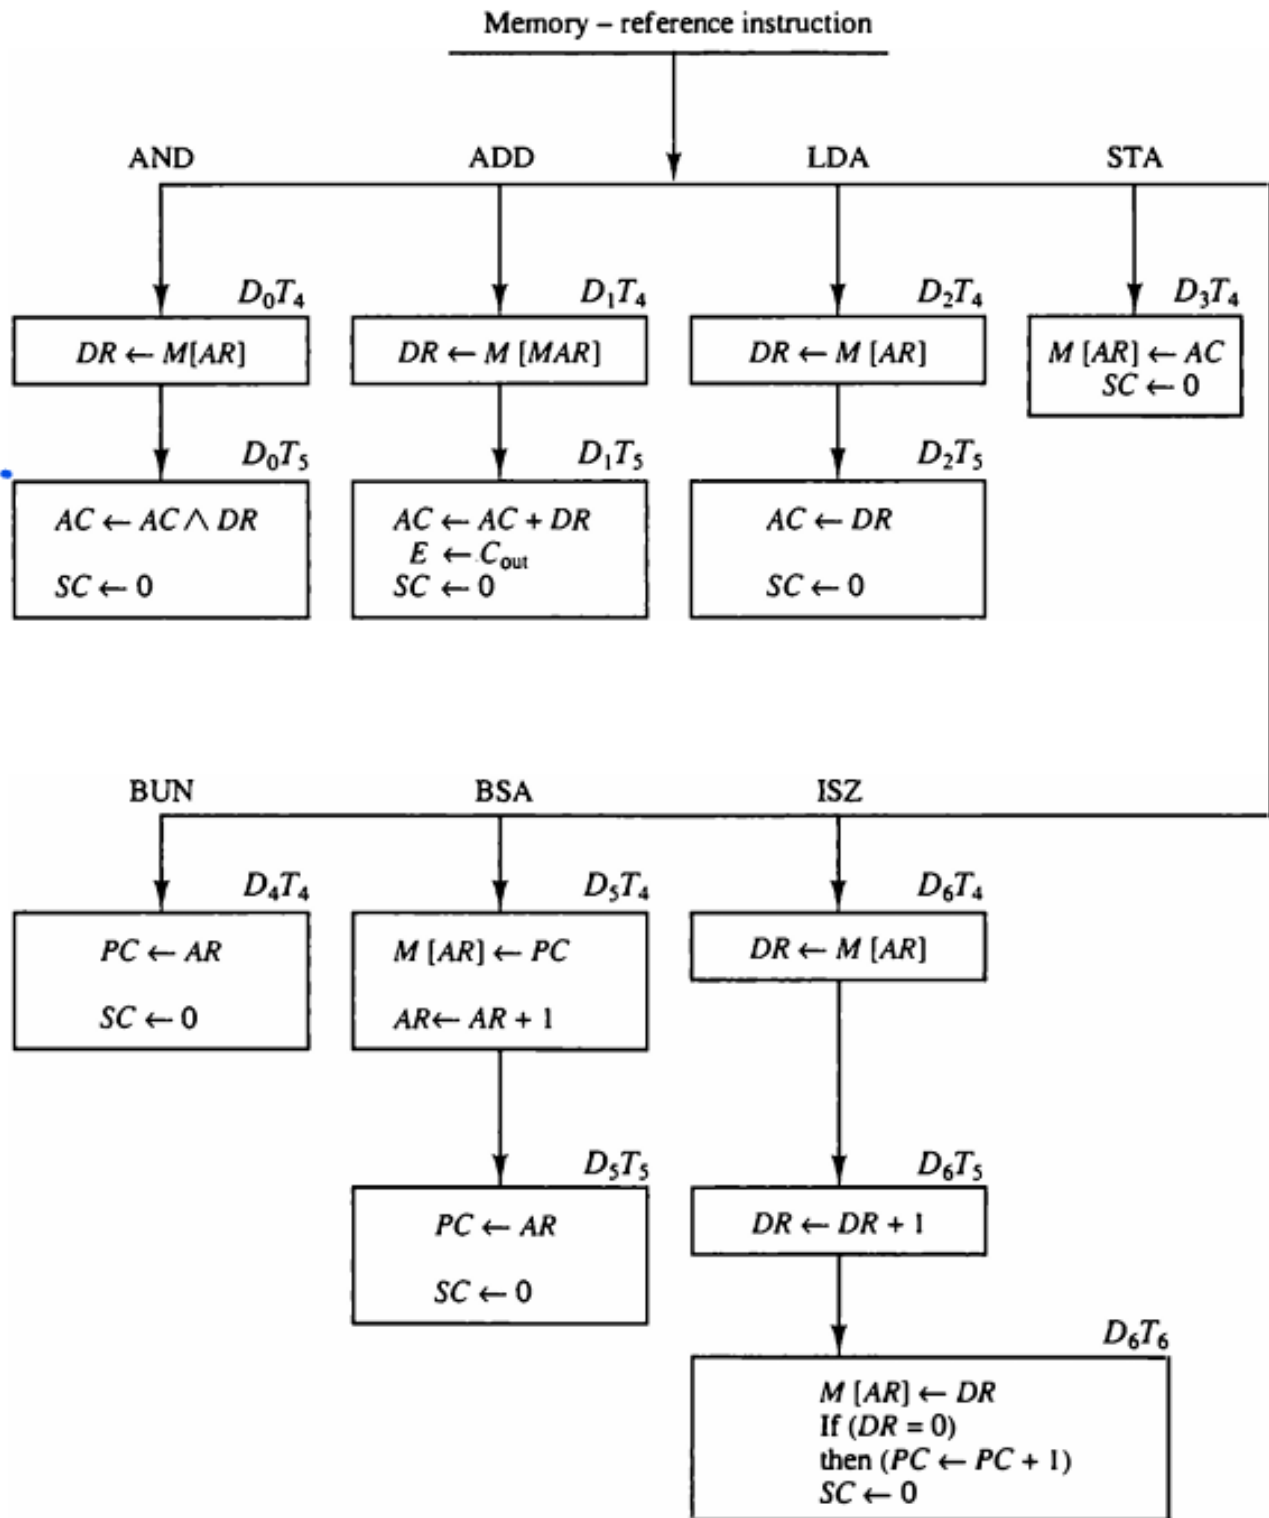 Memory – reference instruction
AND ADD LDA STA
D₀T₄ D₁T₄ D₂T₄ D₃T₄
DR ← M[AR] DR ← M [MAR] DR ← M [AR] M [AR] ← AC
SC ← 0
D₀T₅ D₁T₅ D₂T₅
AC ← AC ∧ DR AC ← AC + DR AC ← DR
E ← C_out
SC ← 0 SC ← 0 SC ← 0
BUN BSA ISZ
D₄T₄ D₅T₄ D₆T₄
PC ← AR M [AR] ← PC DR ← M [AR]
SC ← 0 AR ← AR + 1
D₅T₅ D₆T₅
PC ← AR DR ← DR + 1
SC ← 0
D₆T₆
M [AR] ← DR
If (DR = 0)
then (PC ← PC + 1)
SC ← 0